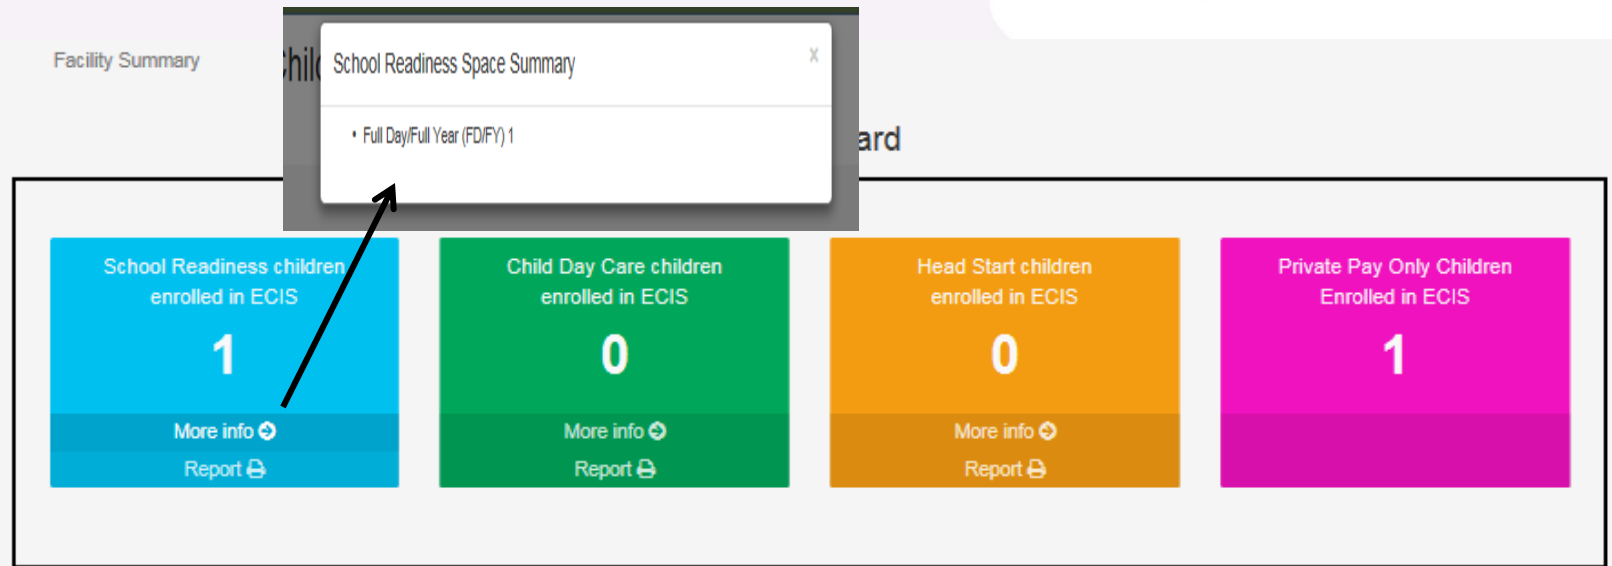 Facility Summary
School Readiness Space Summary
x
• Full Day/Full Year (FD/FY) 1
School Readiness children
enrolled in ECIS
1
More info
Report
Child Day Care children
enrolled in ECIS
0
More info
Report
Head Start children
enrolled in ECIS
0
More info
Report
Private Pay Only Children
Enrolled in ECIS
1